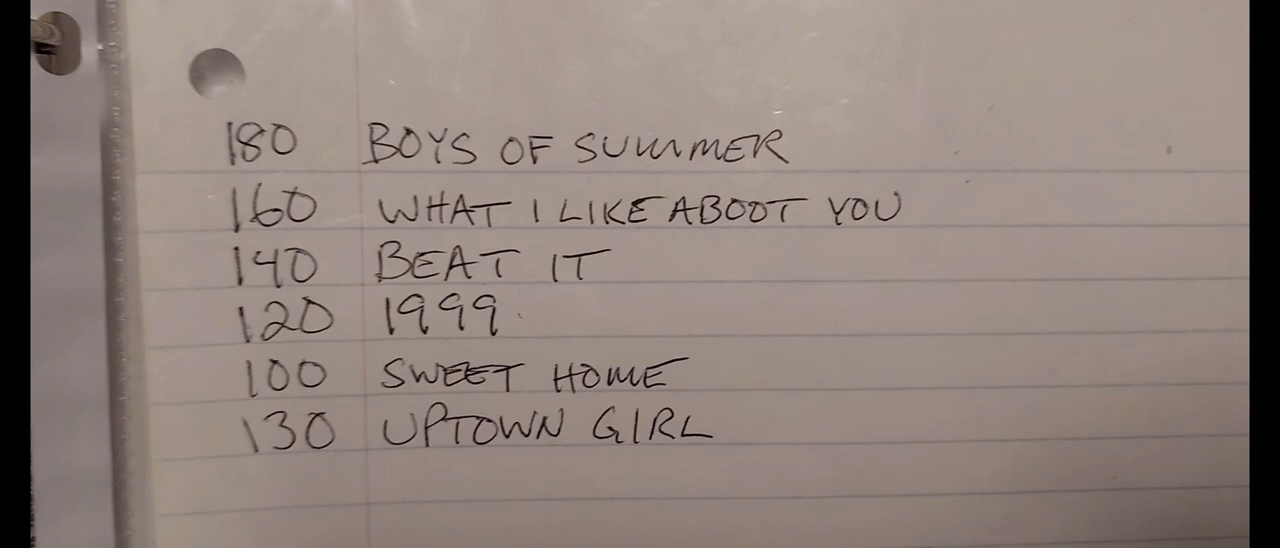 180 BOYS OF SUMMER
160 WHAT I LIKE ABOUT YOU
140 BEAT IT
120 1999
100 SWEET HOME
130 UPTOWN GIRL